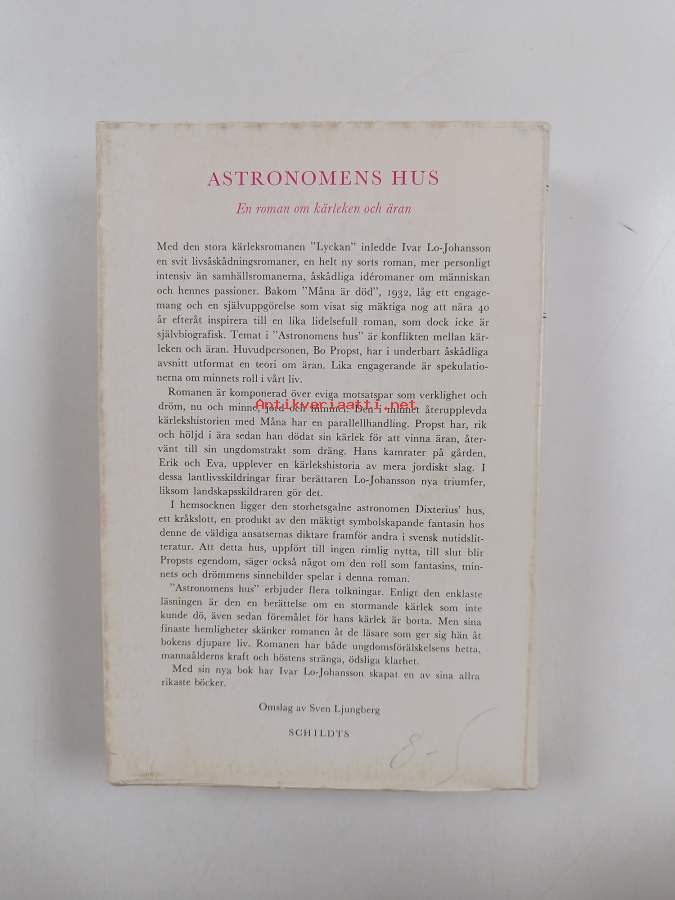 ASTRONOMENS HUS
En roman om kärleken och äran
Med den stora kärleksromanen ”Lyckan” inledde Ivar Lo-Johansson
en svit livsåskådningsromaner, en helt ny sorts roman, mer personligt
intensiv än samhällsromanerna, åskådliga idéromaner om människan
och hennes passioner. Bakom ”Måna är död”, 1932, låg ett engage-
mang och en självuppgörelse som visat sig mäktiga nog att nära 40
år efteråt inspirera till en lika lidelsefull roman, som dock icke är
självbiografisk. Temat i ”Astronomens hus” är konflikten mellan kär-
leken och äran. Huvudpersonen, Bo Propst, har i underbart åskådliga
avsnitt utformat en teori om äran. Lika engagerande är spekulatio-
nerna om minnets roll i vårt liv.
Romanen är komponerad över eviga motsatspar som verklighet och
dröm, nu och minne, jord och himmel. Den i minnet återupplevda
Antikvariaatti.net
kärlekshistorien med Måna har en parallellhandling. Propst har, rik
och höljd i ära sedan han dödat sin kärlek för att vinna äran, åter-
vänt till sin ungdomstrakt som dräng. Hans kamrater på gården,
Erik och Eva, upplever en kärlekshistoria av mera jordiskt slag. I
dessa lantlivsskildringar firar berättaren Lo-Johansson nya triumfer,
liksom landskapsskildraren gör det.
I hemsocknen ligger den storhetsgalne astronomen Dixterius’ hus,
ett kråkslott, en produkt av den mäktigt symbolskapande fantasin hos
denne de väldiga ansatsernas diktare framför andra i svensk nutidslit-
teratur. Att detta hus, uppfört till ingen rimlig nytta, till slut blir
Propsts egendom, säger också något om den roll som fantasins, min-
nets och drömmens sinnebilder spelar i denna roman.
”Astronomens hus” erbjuder flera tolkningar. Enligt den enklaste
läsningen är den en berättelse om en stormande kärlek som inte
kunde dö, även sedan föremålet för hans kärlek är borta. Men sina
finaste hemligheter skänker romanen åt de läsare som ger sig hän åt
bokens djupare liv. Romanen har både ungdomsförälskelsens hetta,
mannaålderns kraft och höstens stränga, ödsliga klarhet.
Med sin nya bok har Ivar Lo-Johansson skapat en av sina allra
rikaste böcker.
Omslag av Sven Ljungberg
SCHILDTS